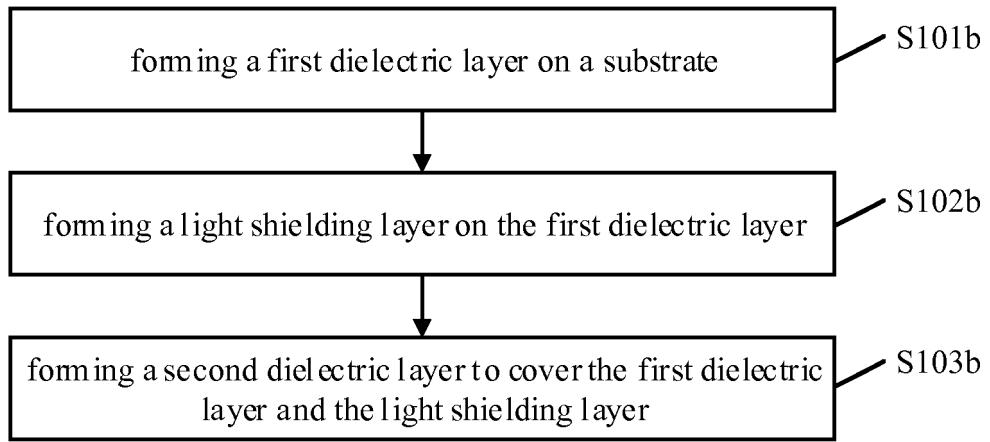 forming a first dielectric layer on a substrate
S101b
forming a light shielding layer on the first dielectric layer
S102b
forming a second dielectric layer to cover the first dielectric
layer and the light shielding layer
S103b